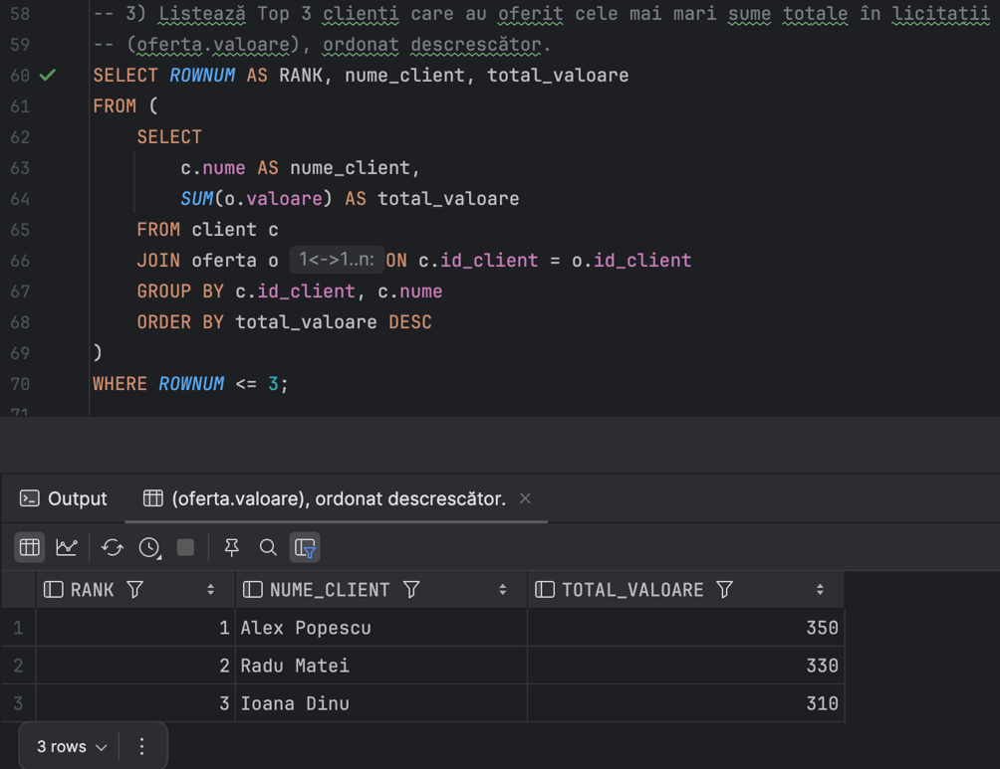 58 -- 3) Listează Top 3 clienți care au oferit cele mai mari sume totale în licitații
59 -- (oferta.valoare), ordonat descrescător.
60 SELECT ROWNUM AS RANK, nume_client, total_valoare
61 FROM (
62 SELECT
63 c.nume AS nume_client,
64 SUM(o.valoare) AS total_valoare
65 FROM client c
66 JOIN oferta o 1<->1..n: ON c.id_client = o.id_client
67 GROUP BY c.id_client, c.nume
68 ORDER BY total_valoare DESC
69 )
70 WHERE ROWNUM <= 3;
71
Output (oferta.valoare), ordonat descrescător. ×
RANK NUME_CLIENT TOTAL_VALOARE
1 1 Alex Popescu 350
2 2 Radu Matei 330
3 3 Ioana Dinu 310
3 rows